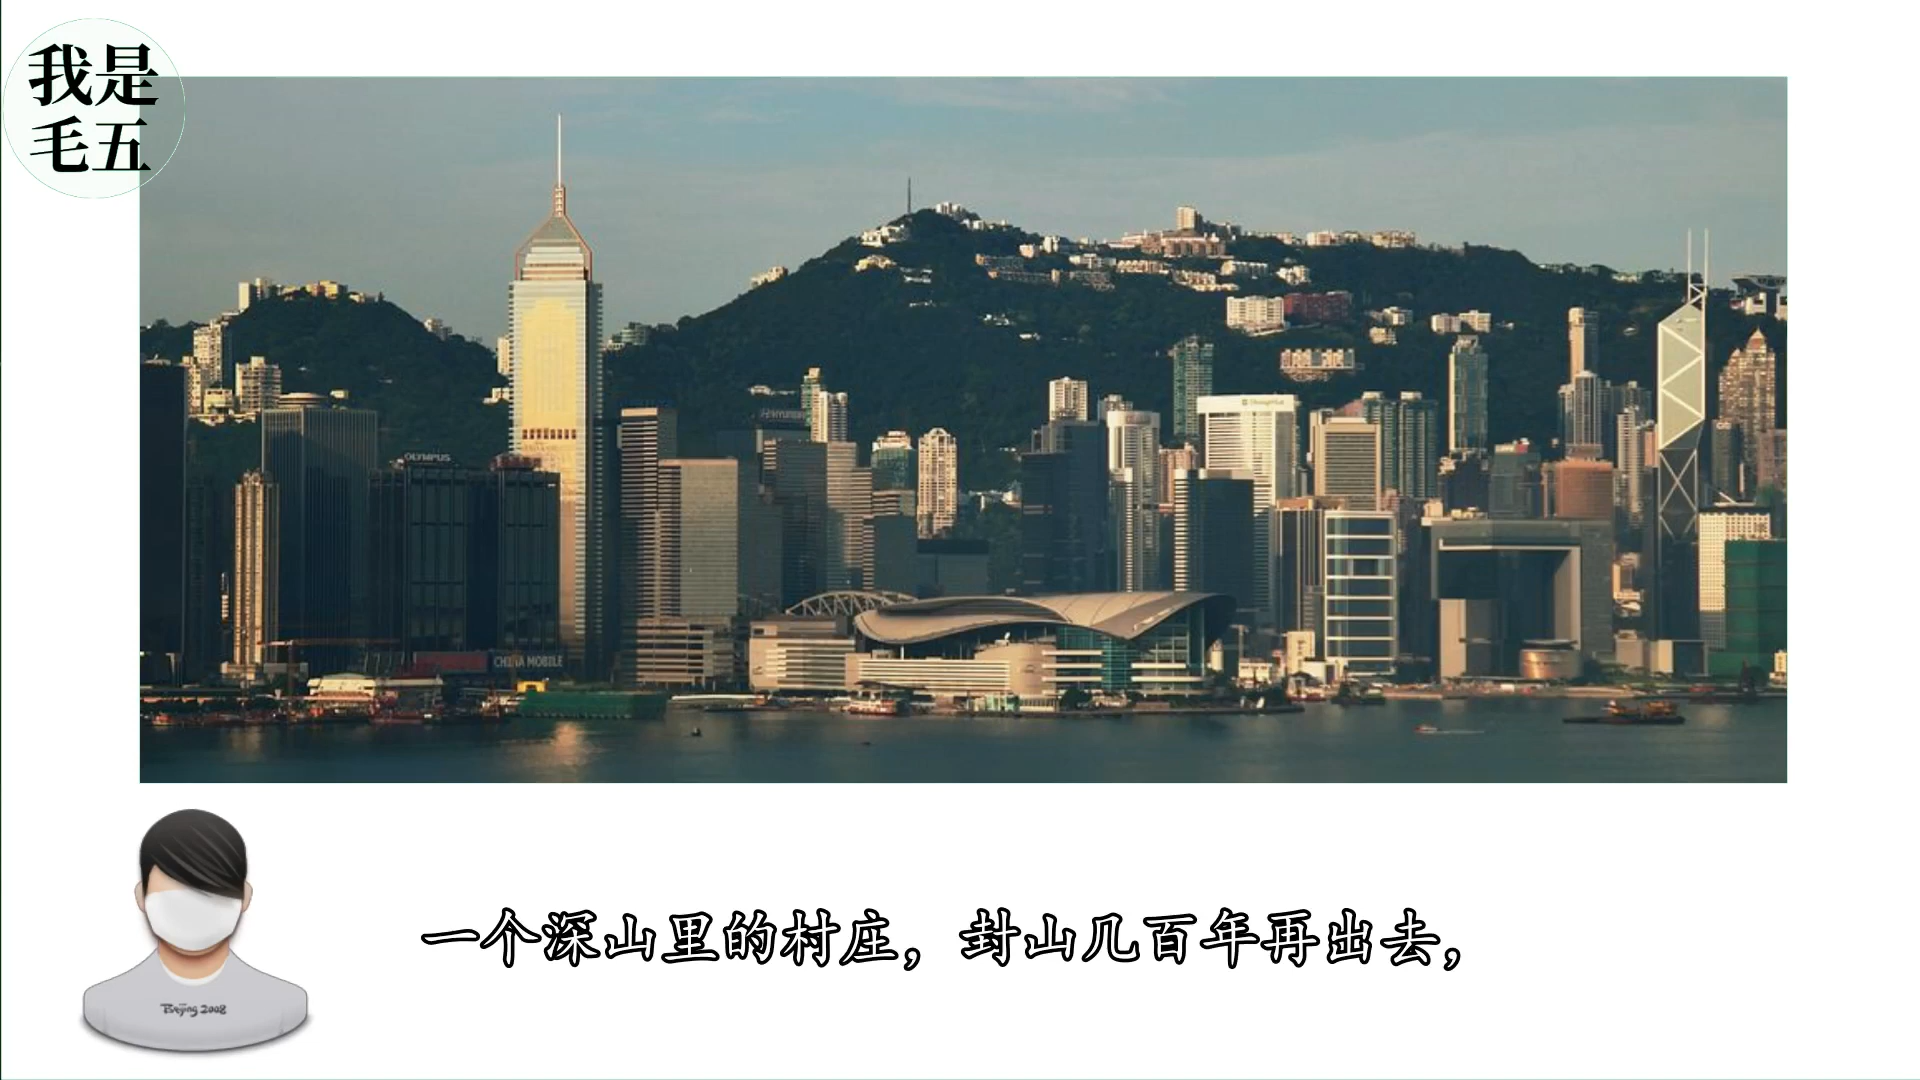 我是
毛五
HYUNDAI
OLYMPUS
CHINA MOBILE
Beijing 2008
一个深山里的村庄，封山几百年再出去，